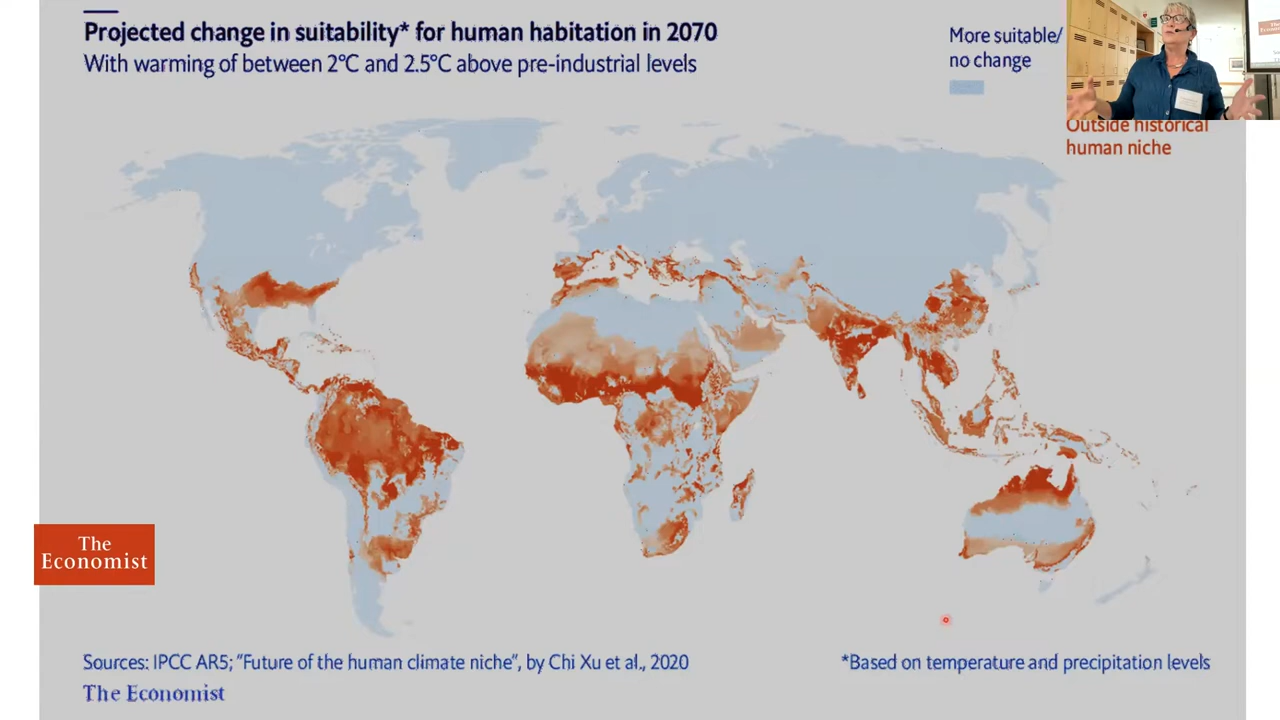 Projected change in suitability* for human habitation in 2070
With warming of between 2°C and 2.5°C above pre-industrial levels
More suitable/
no change
Outside historical
human niche
The
Economist
Sources: IPCC AR5; "Future of the human climate niche", by Chi Xu et al., 2020
*Based on temperature and precipitation levels
The Economist